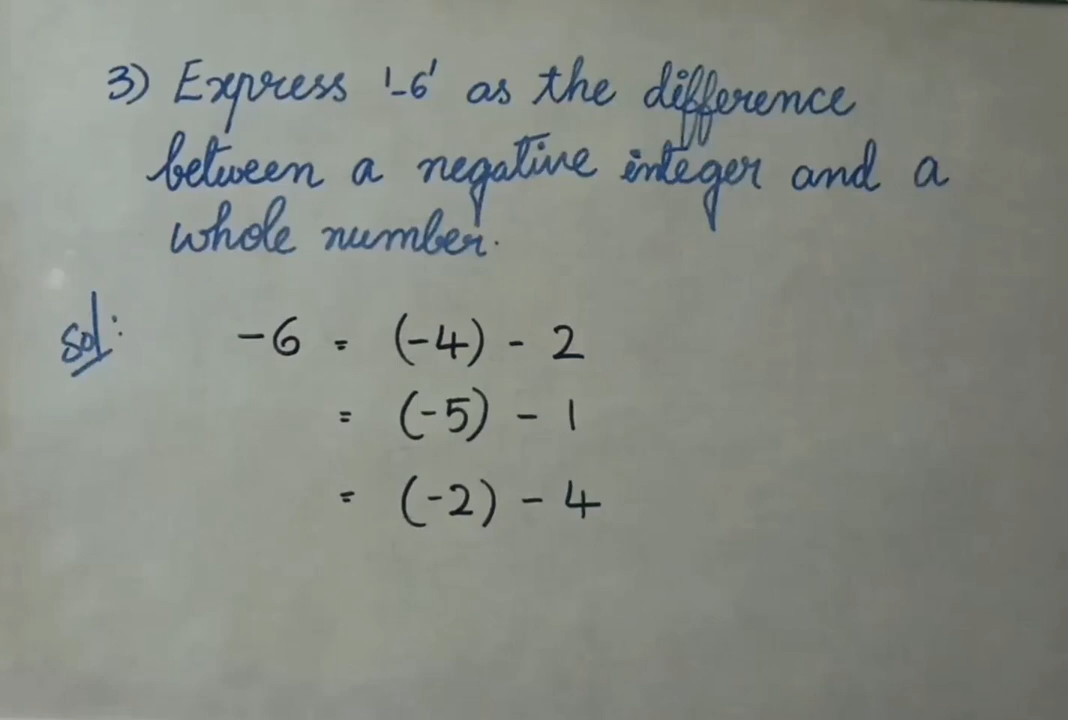 3) Express '-6' as the difference
between a negative integer and a
whole number.
sol: -6 = (-4) - 2
= (-5) - 1
= (-2) - 4